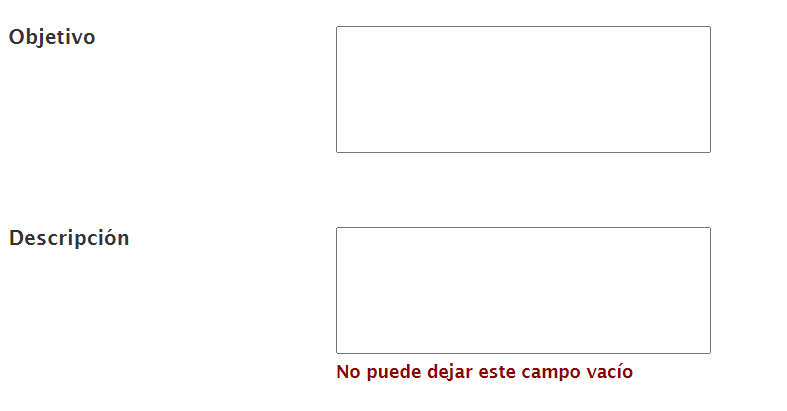 Objetivo
Descripción
No puede dejar este campo vacío